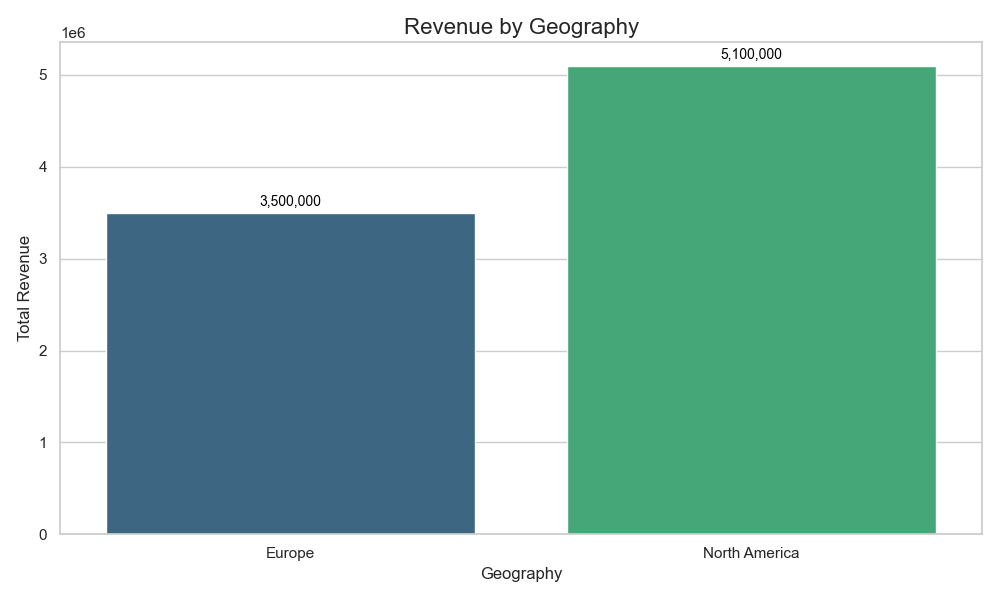 Revenue by Geography
1e6
5,100,000
5
4
3,500,000
3
2
1
0
Total Revenue
Europe
North America
Geography